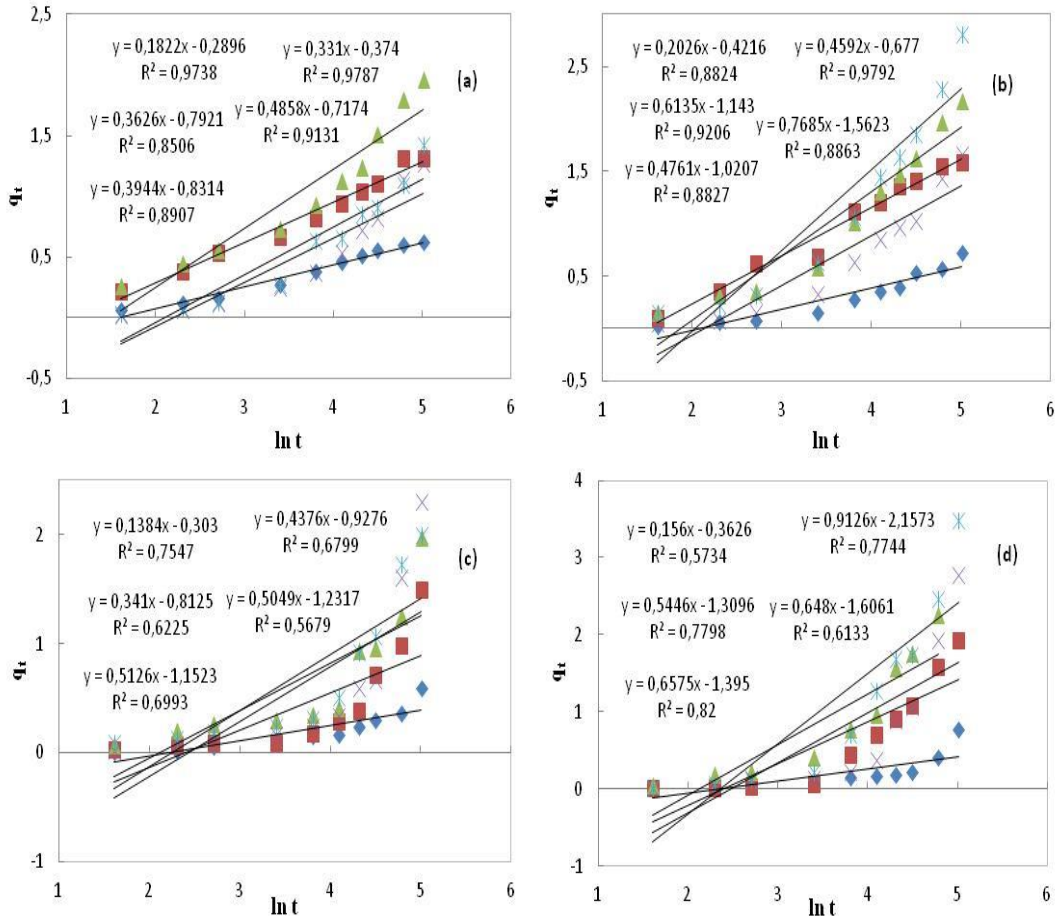 2,5
1,5
0,5
-0,5
1 2 3 4 5 6
ln t
qt
(a)
y = 0,1822x - 0,2896
R² = 0,9738
y = 0,331x - 0,374
R² = 0,9787
y = 0,3626x - 0,7921
R² = 0,8506
y = 0,4858x - 0,7174
R² = 0,9131
y = 0,3944x - 0,8314
R² = 0,8907
2,5
1,5
0,5
-0,5
1 2 3 4 5 6
ln t
qt
(b)
y = 0,2026x - 0,4216
R² = 0,8824
y = 0,4592x - 0,677
R² = 0,9792
y = 0,6135x - 1,143
R² = 0,9206
y = 0,7685x - 1,5623
R² = 0,8863
y = 0,4761x - 1,0207
R² = 0,8827
2
1
0
-1
1 2 3 4 5 6
ln t
qt
(c)
y = 0,1384x - 0,303
R² = 0,7547
y = 0,4376x - 0,9276
R² = 0,6799
y = 0,341x - 0,8125
R² = 0,6225
y = 0,5049x - 1,2317
R² = 0,5679
y = 0,5126x - 1,1523
R² = 0,6993
4
3
2
1
0
-1
1 2 3 4 5 6
ln t
qt
(d)
y = 0,156x - 0,3626
R² = 0,5734
y = 0,9126x - 2,1573
R² = 0,7744
y = 0,5446x - 1,3096
R² = 0,7798
y = 0,648x - 1,6061
R² = 0,6133
y = 0,6575x - 1,395
R² = 0,82